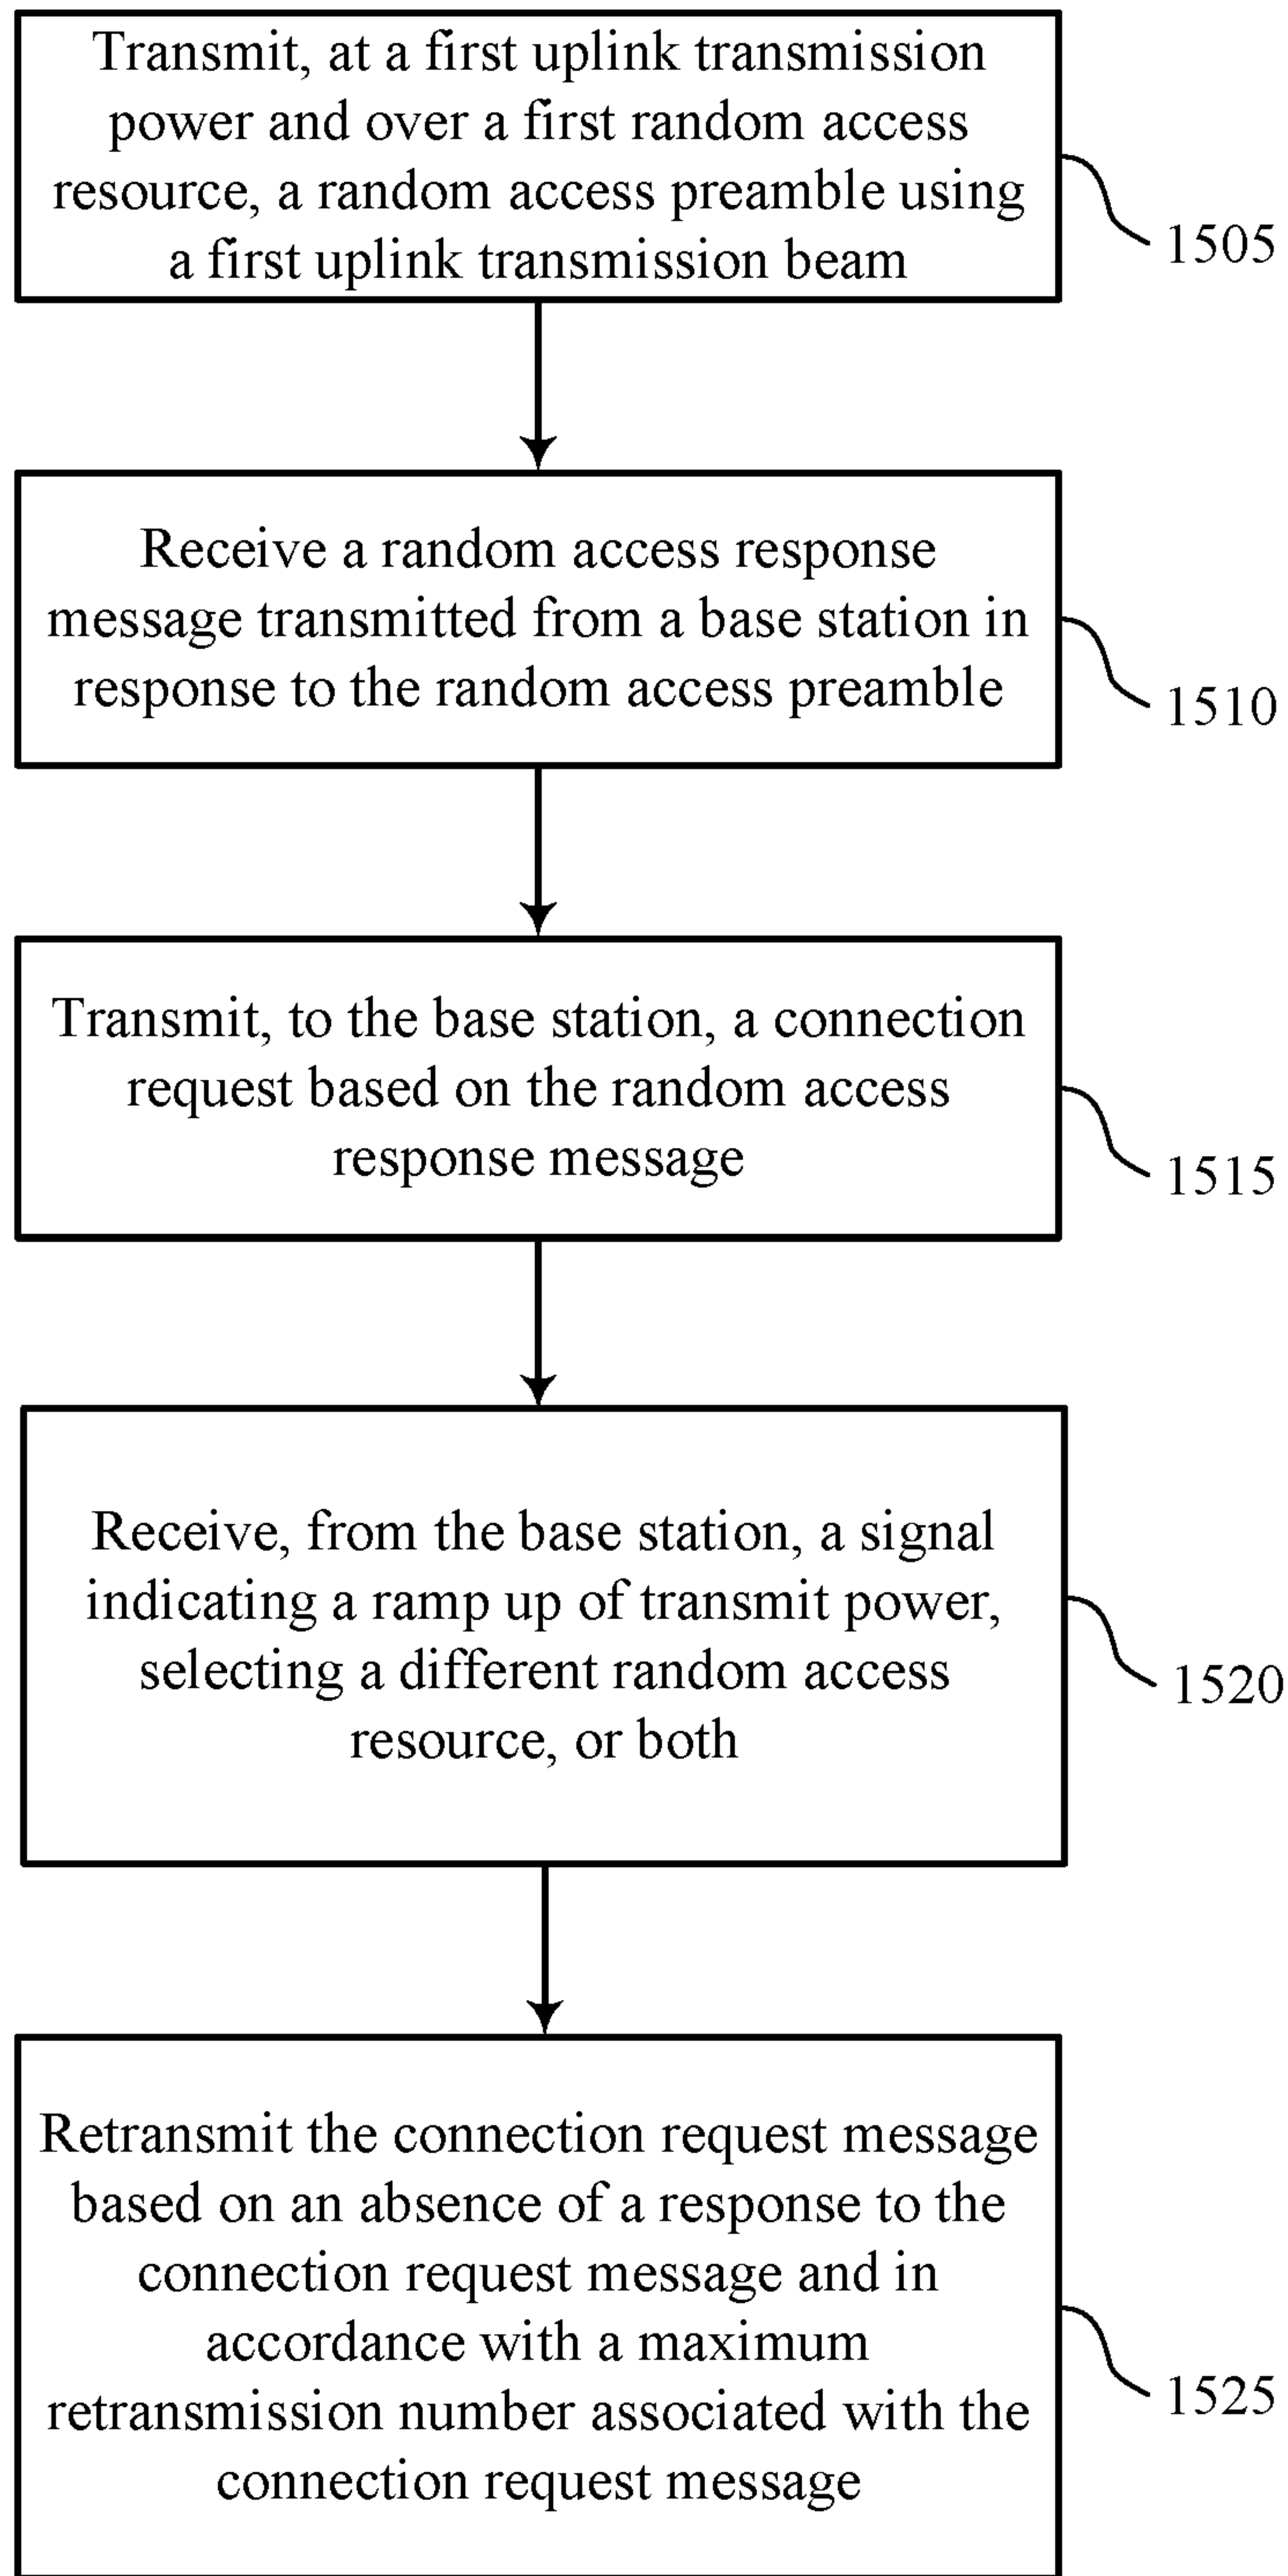 Transmit, at a first uplink transmission
power and over a first random access
resource, a random access preamble using
a first uplink transmission beam
1505
Receive a random access response
message transmitted from a base station in
response to the random access preamble
1510
Transmit, to the base station, a connection
request based on the random access
response message
1515
Receive, from the base station, a signal
indicating a ramp up of transmit power,
selecting a different random access
resource, or both
1520
Retransmit the connection request message
based on an absence of a response to the
connection request message and in
accordance with a maximum
retransmission number associated with the
connection request message
1525